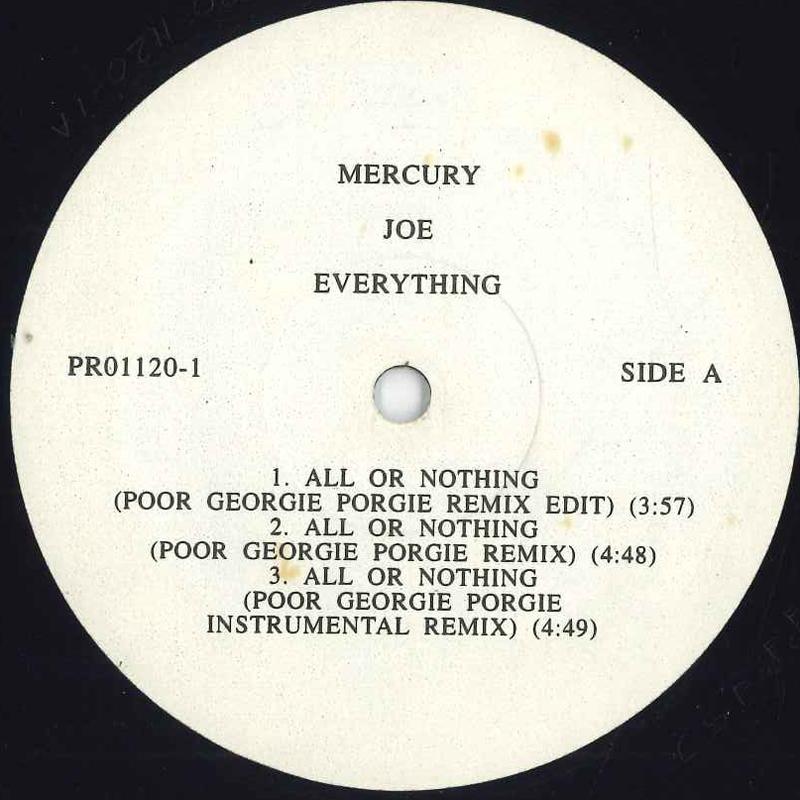 MERCURY
JOE
EVERYTHING
PR01120-1
SIDE A
1. ALL OR NOTHING
(POOR GEORGIE PORGIE REMIX EDIT) (3:57)
2. ALL OR NOTHING
(POOR GEORGIE PORGIE REMIX) (4:48)
3. ALL OR NOTHING
(POOR GEORGIE PORGIE
INSTRUMENTAL REMIX) (4:49)